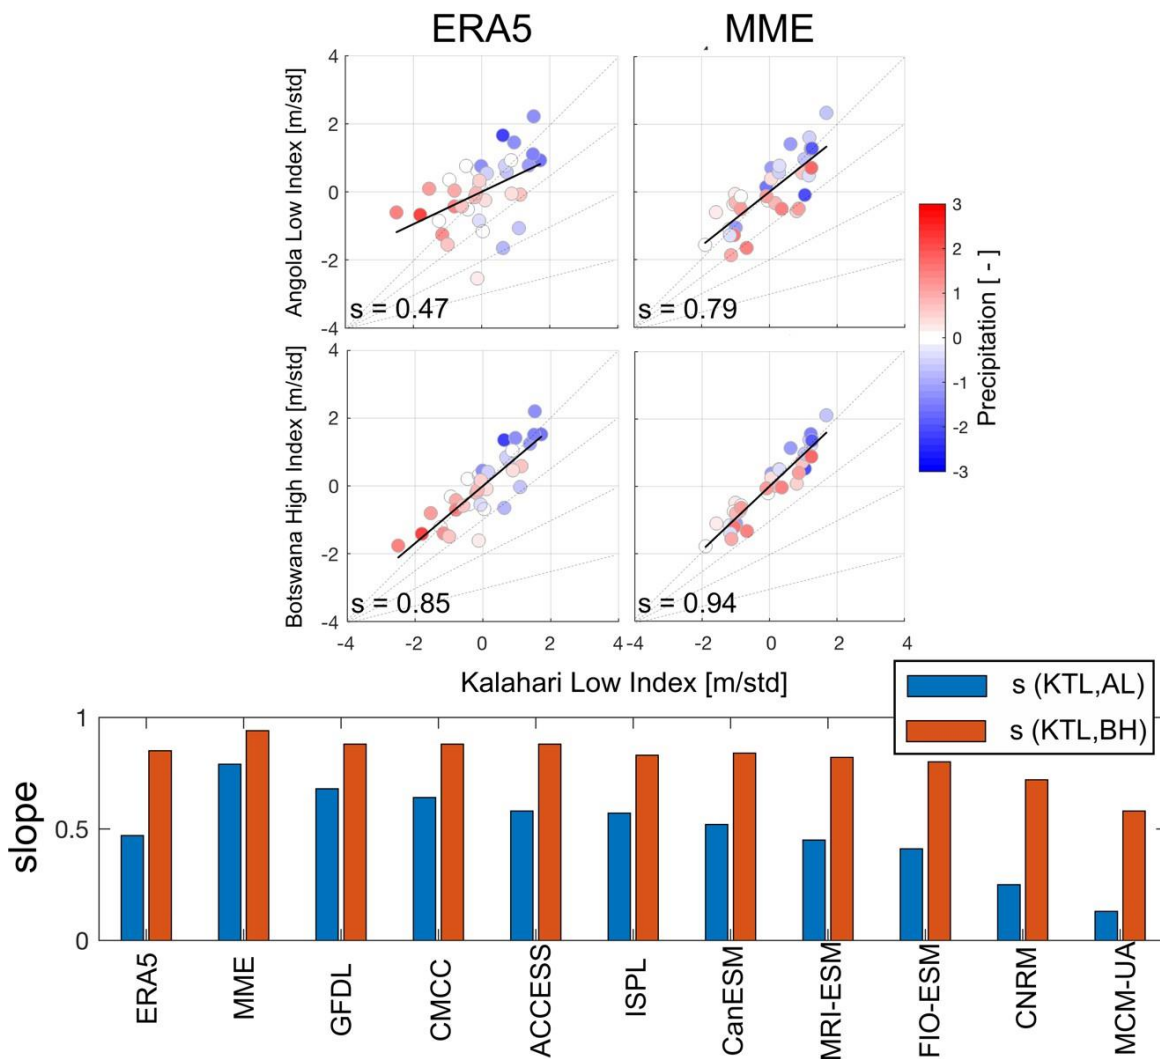 ERA5 MME
Angola Low Index [m/std]
4
2
0
-2
-4
s = 0.47
s = 0.79
Botswana High Index [m/std]
4
2
0
-2
-4
s = 0.85
s = 0.94
-4 -2 0 2 4 -4 -2 0 2 4
Kalahari Low Index [m/std]
3
2
1
0
-1
-2
-3
Precipitation [ - ]
s (KTL,AL)
s (KTL,BH)
slope
1
0.5
0
ERA5
MME
GFDL
CMCC
ACCESS
ISPL
CanESM
MRI-ESM
FIO-ESM
CNRM
MCM-UA